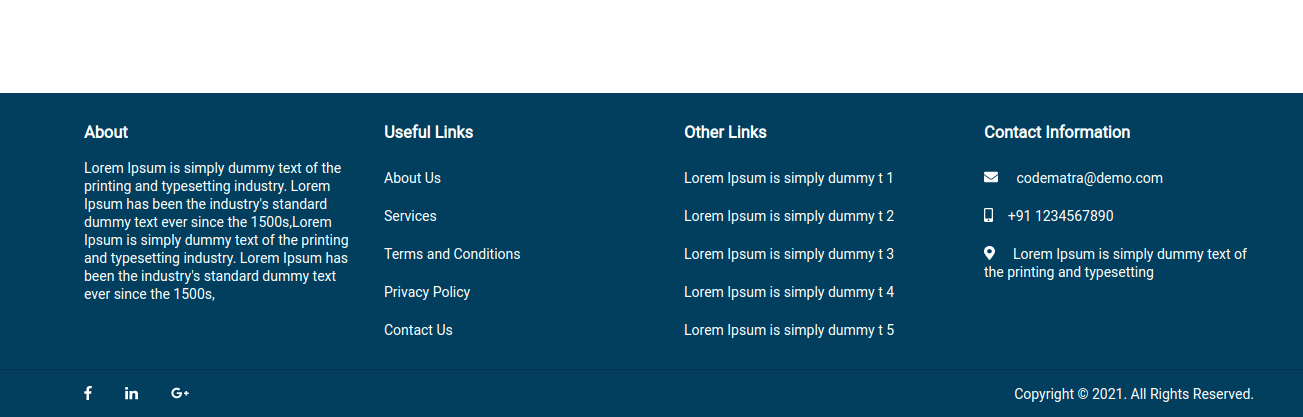 About
Lorem Ipsum is simply dummy text of the
printing and typesetting industry. Lorem
Ipsum has been the industry's standard
dummy text ever since the 1500s,Lorem
Ipsum is simply dummy text of the printing
and typesetting industry. Lorem Ipsum has
been the industry's standard dummy text
ever since the 1500s,
Useful Links
About Us
Services
Terms and Conditions
Privacy Policy
Contact Us
Other Links
Lorem Ipsum is simply dummy t 1
Lorem Ipsum is simply dummy t 2
Lorem Ipsum is simply dummy t 3
Lorem Ipsum is simply dummy t 4
Lorem Ipsum is simply dummy t 5
Contact Information
codematra@demo.com
+91 1234567890
Lorem Ipsum is simply dummy text of
the printing and typesetting
Copyright © 2021. All Rights Reserved.